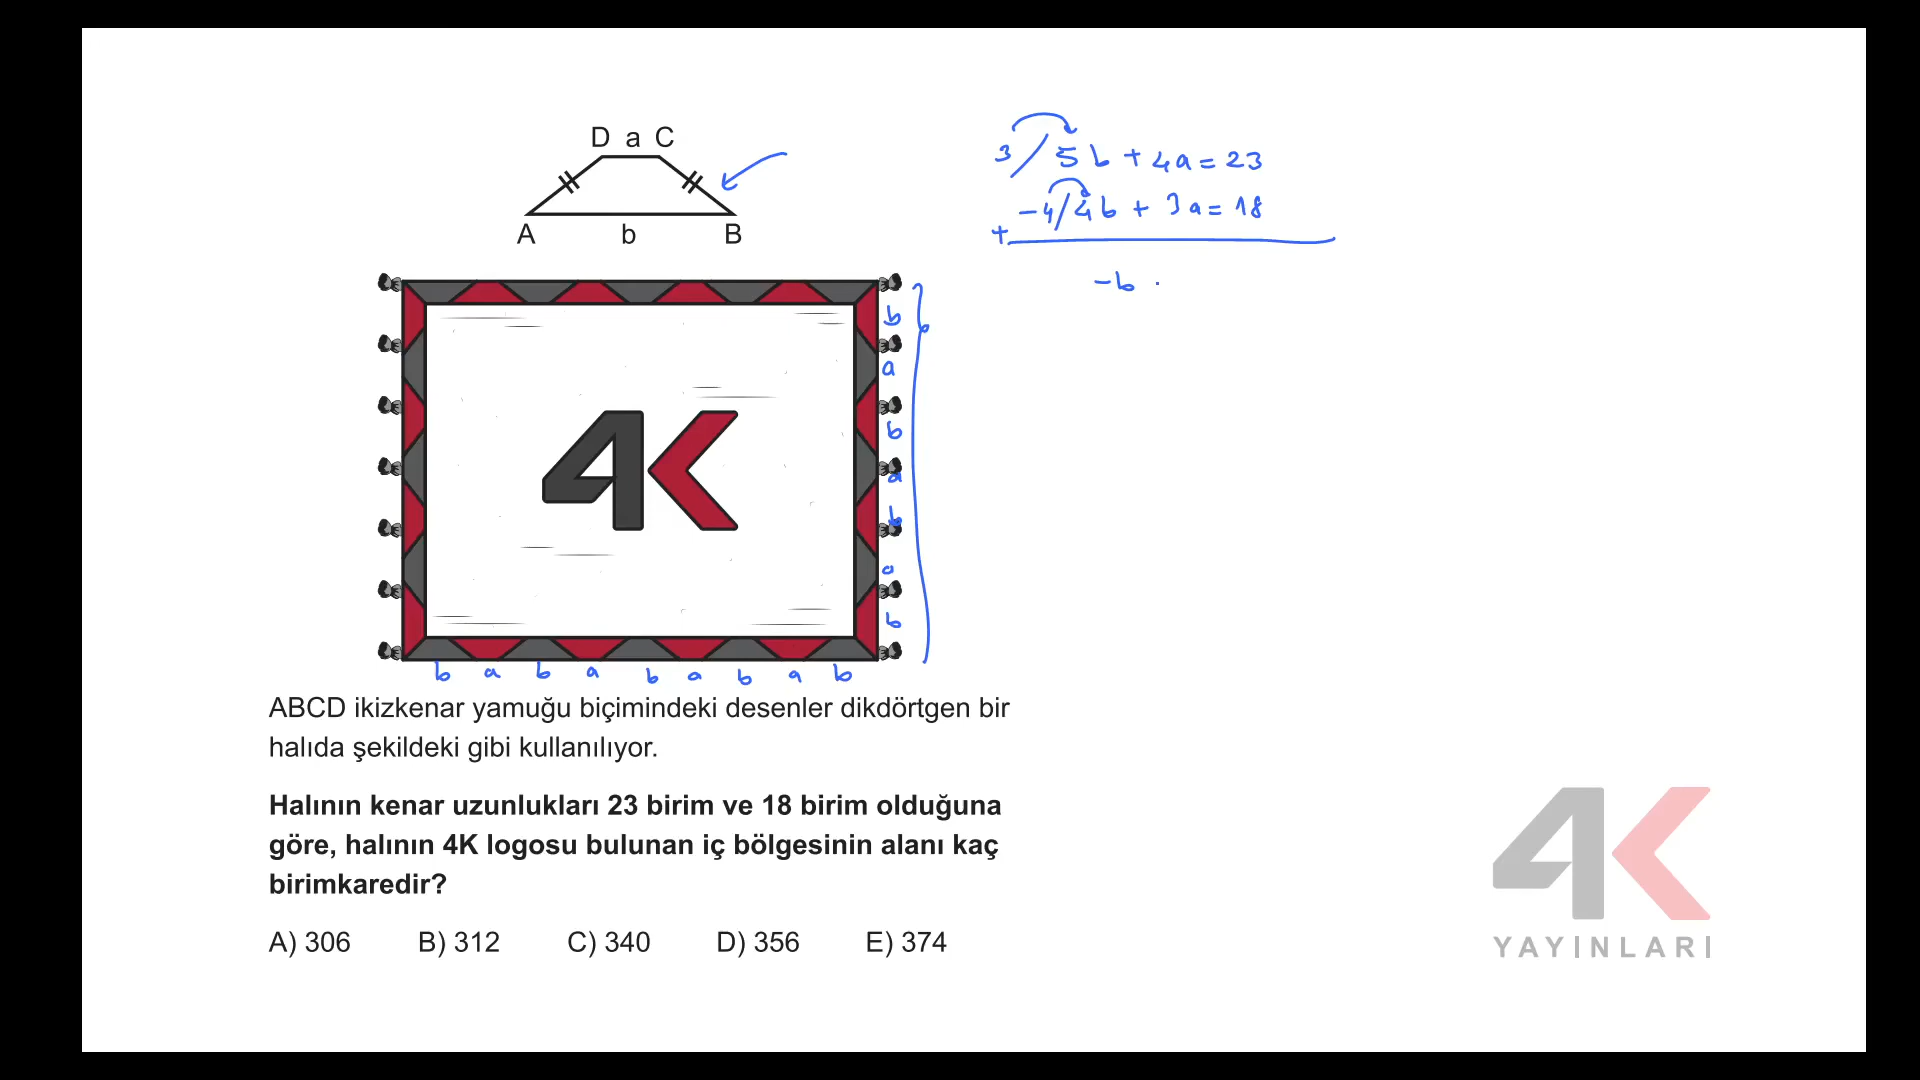 D a C
A b B
3/ 5b + 4a = 23
-4/ 4b + 3a = 18
+
-b .
b
a
b
a
b
a
b
4K
b a b a b a b a b
ABCD ikizkenar yamuğu biçimindeki desenler dikdörtgen bir
halıda şekildeki gibi kullanılıyor.
Halının kenar uzunlukları 23 birim ve 18 birim olduğuna
göre, halının 4K logosu bulunan iç bölgesinin alanı kaç
birimkaredir?
A) 306 B) 312 C) 340 D) 356 E) 374
4K
YAYINLARI